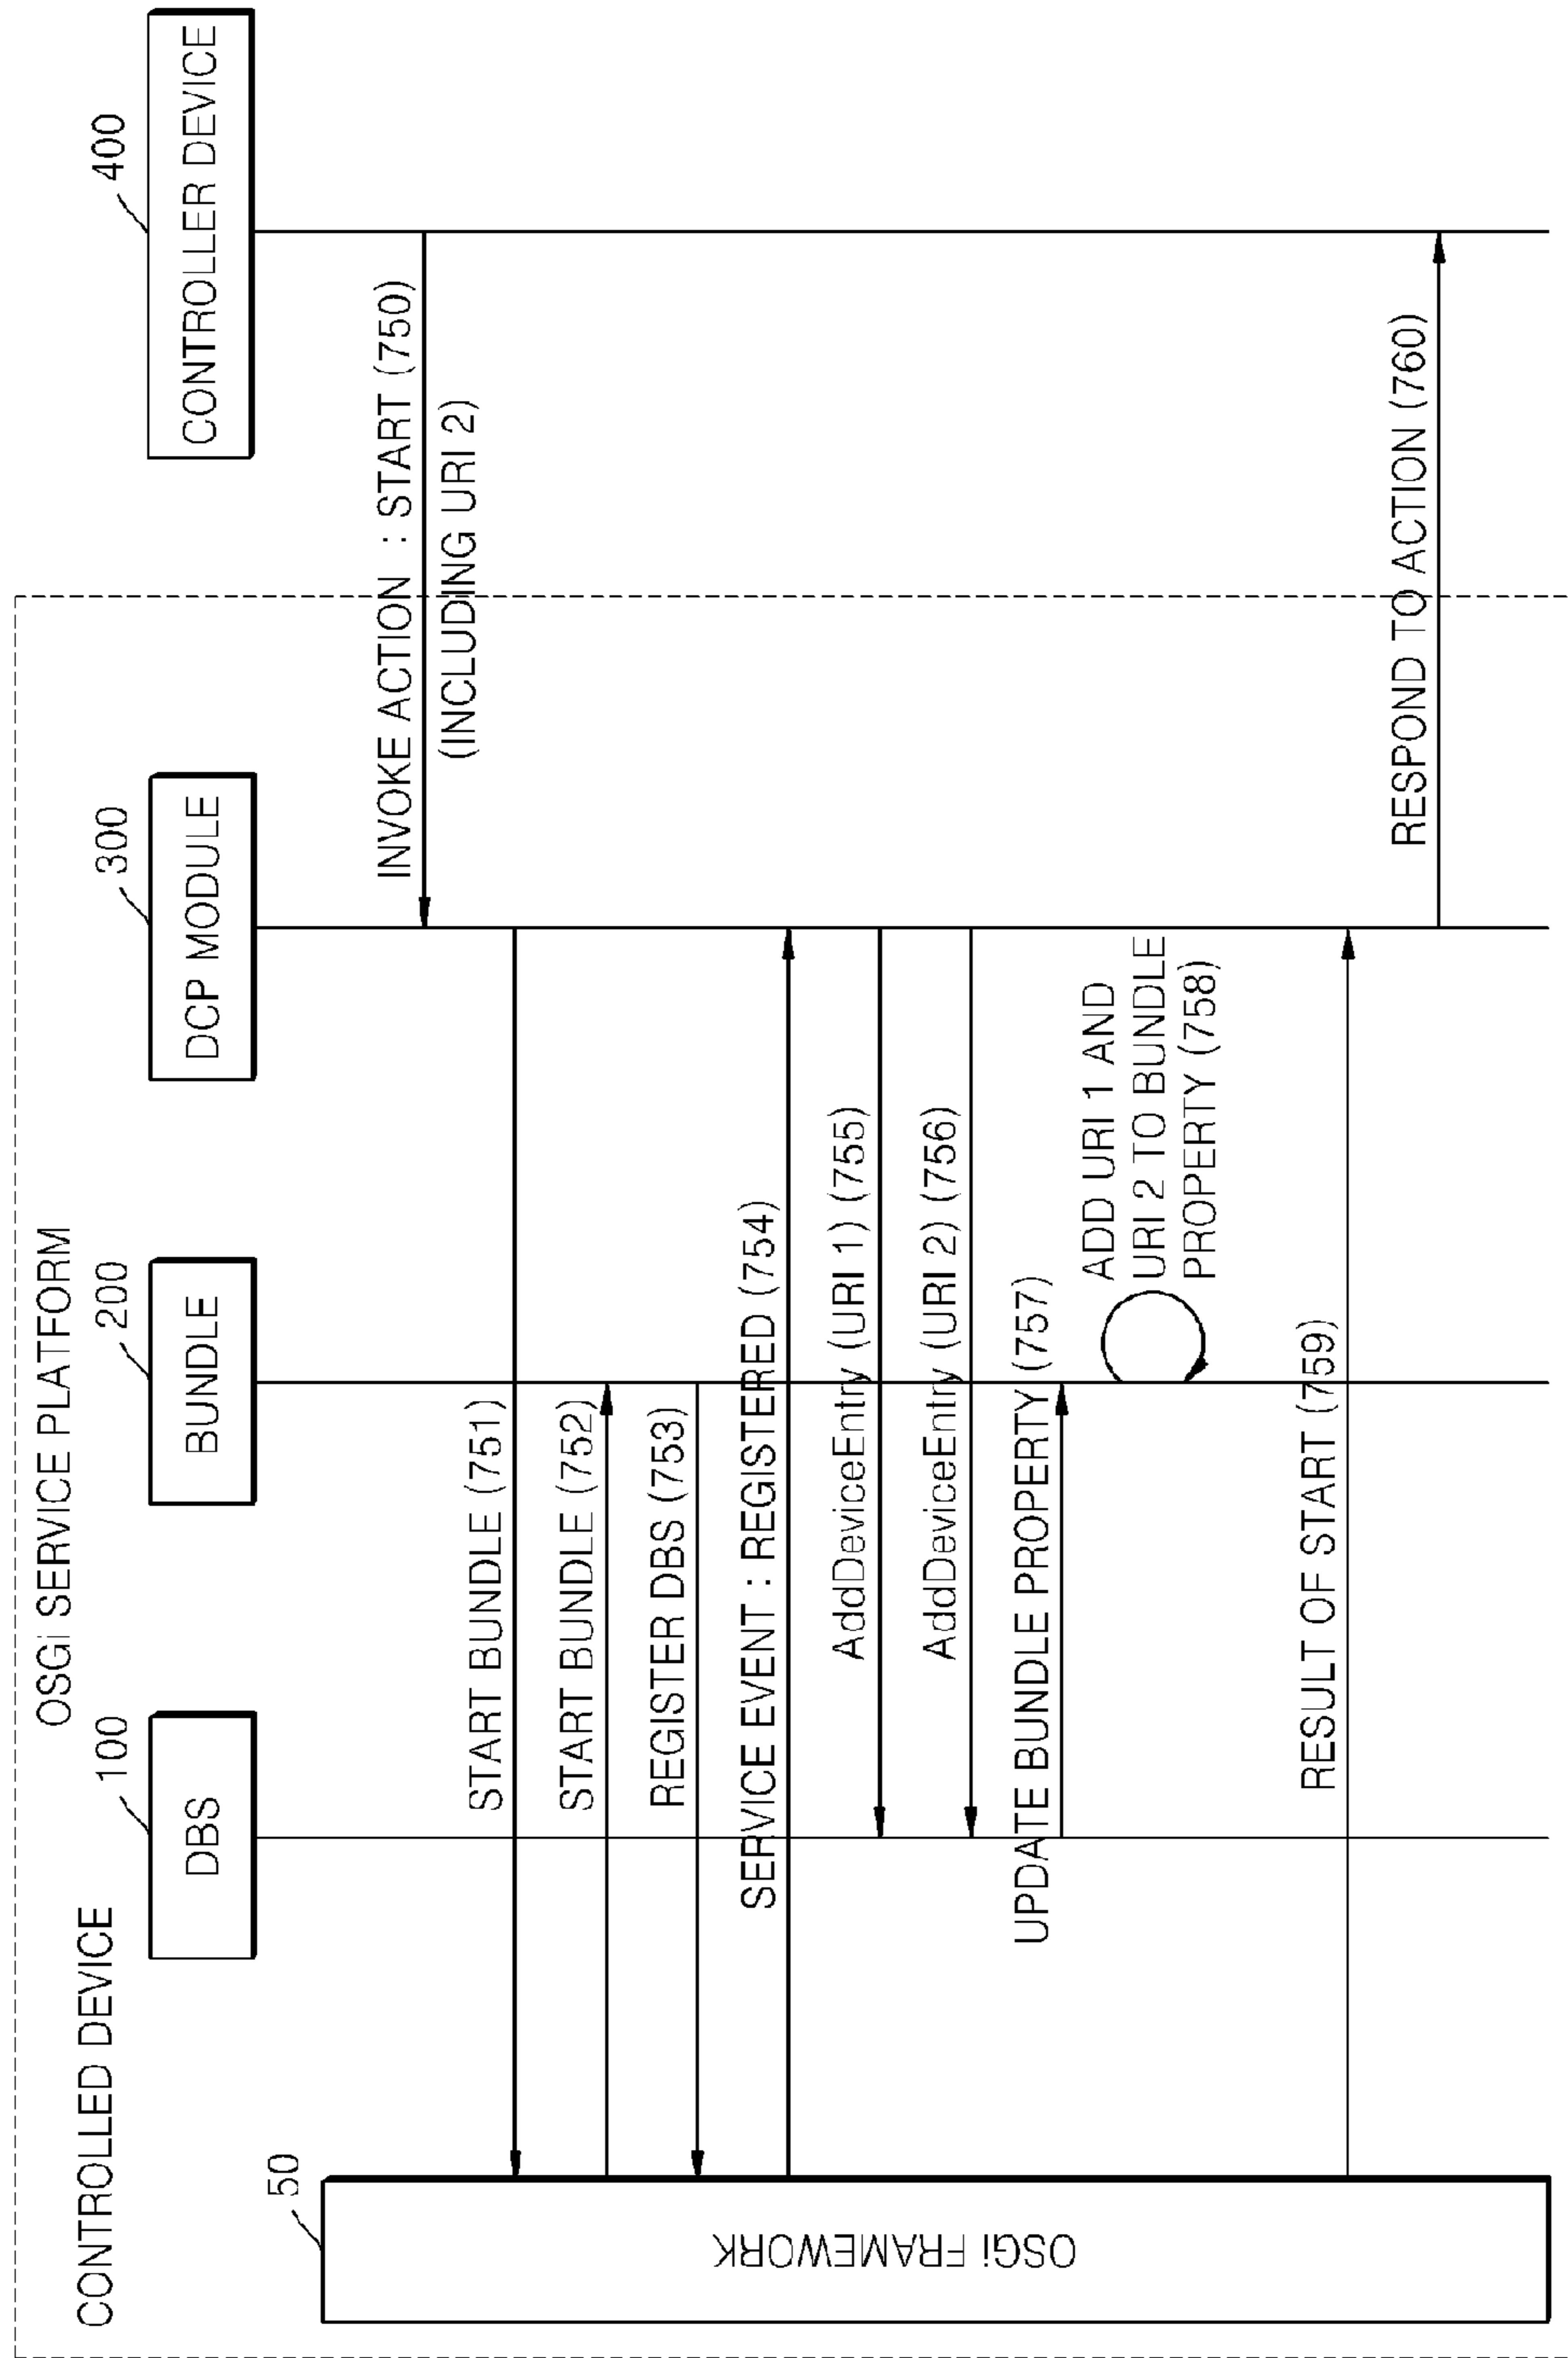 OSGi SERVICE PLATFORM
CONTROLLED DEVICE
50
OSGi FRAMEWORK
100
DBS
200
BUNDLE
300
DCP MODULE
400
CONTROLLER DEVICE
INVOKE ACTION : START (750)
(INCLUDING URI 2)
START BUNDLE (751)
START BUNDLE (752)
REGISTER DBS (753)
SERVICE EVENT : REGISTERED (754)
AddDeviceEntry (URI 1) (755)
AddDeviceEntry (URI 2) (756)
UPDATE BUNDLE PROPERTY (757)
ADD URI 1 AND
URI 2 TO BUNDLE
PROPERTY (758)
RESULT OF START (759)
RESPOND TO ACTION (760)